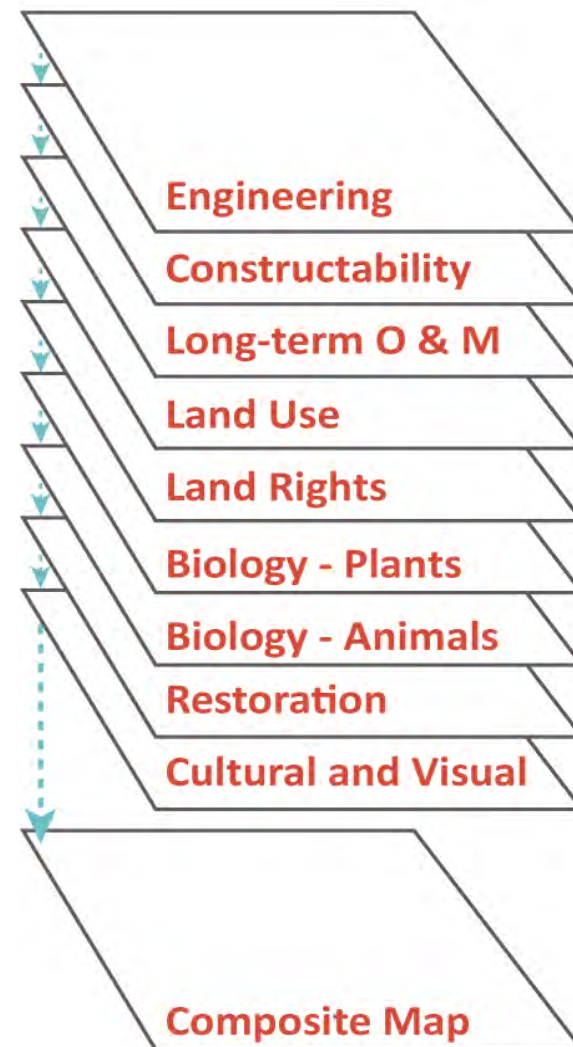 Engineering
Constructability
Long-term O & M
Land Use
Land Rights
Biology - Plants
Biology - Animals
Restoration
Cultural and Visual
Composite Map